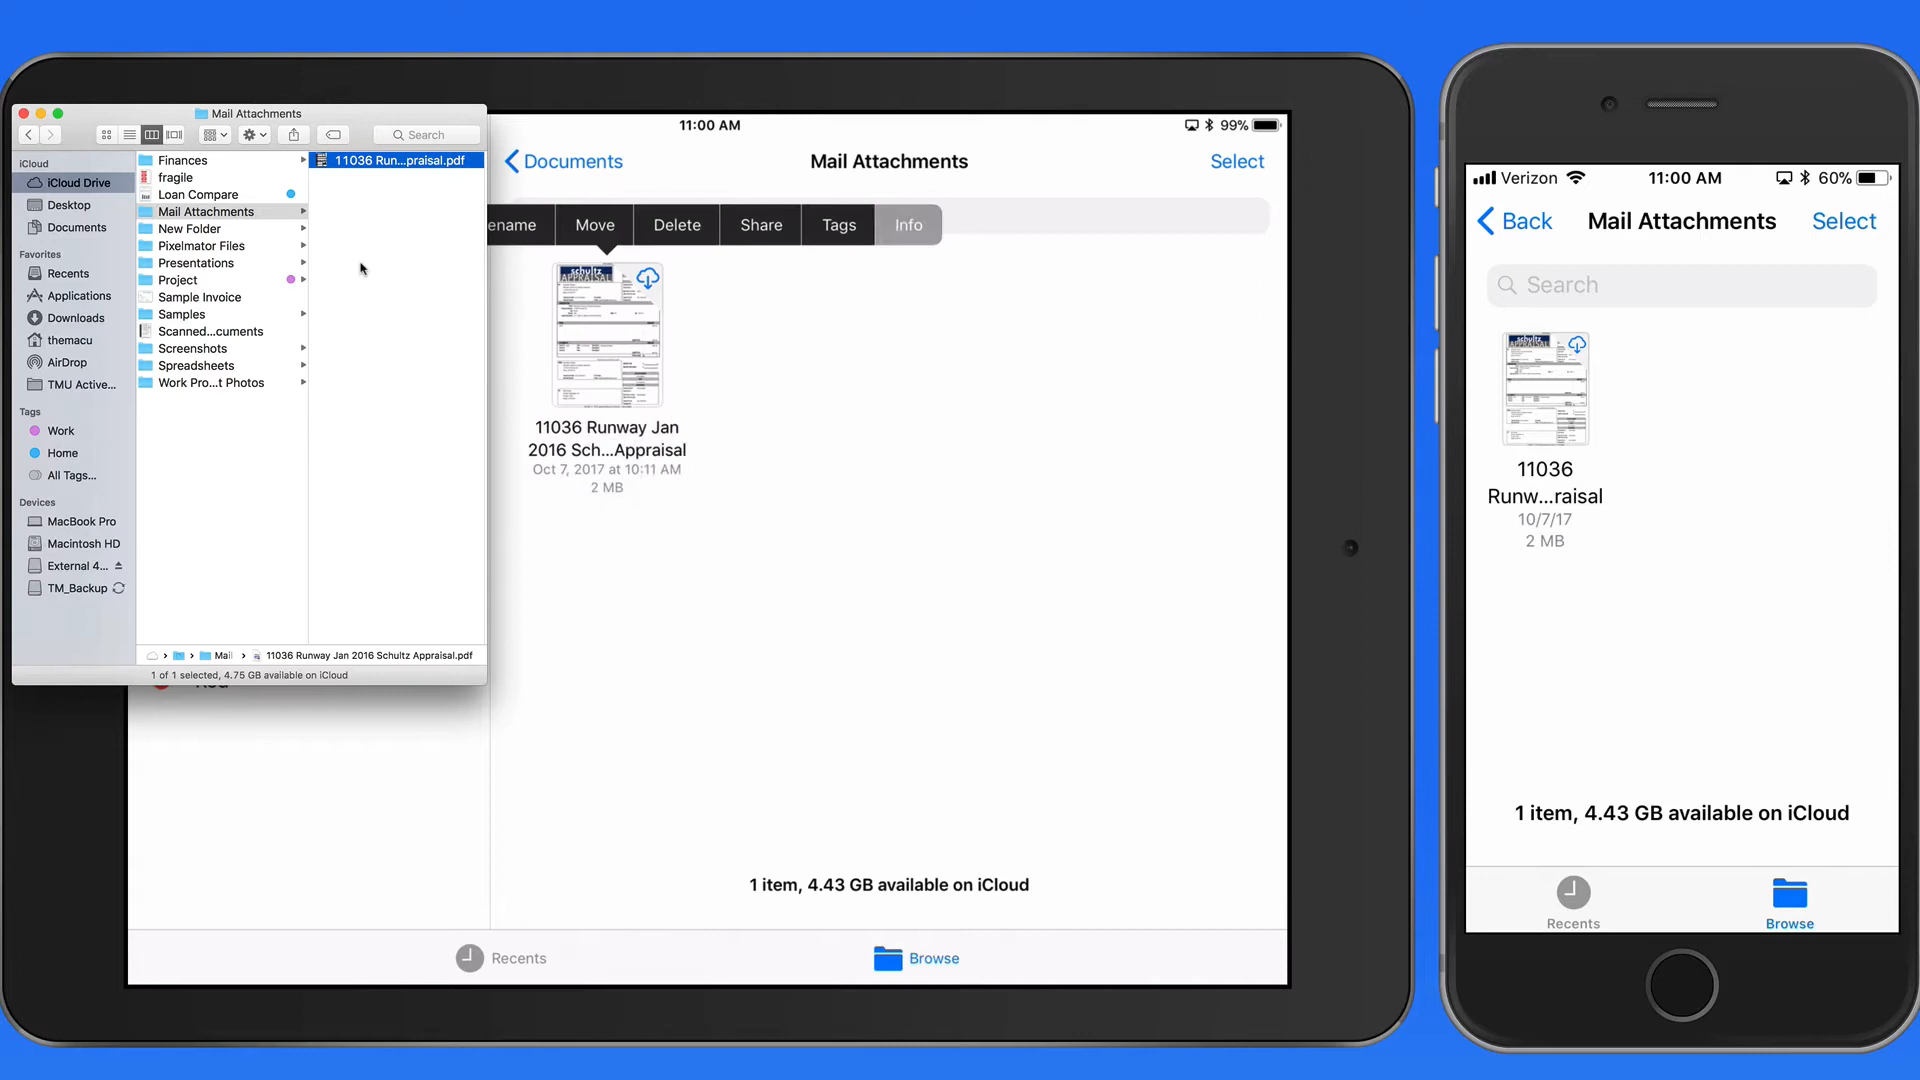 Mail Attachments
Search
iCloud
iCloud Drive
Desktop
Documents
Favorites
Recents
Applications
Downloads
themacu
AirDrop
TMU Active...
Tags
Work
Home
All Tags...
Devices
MacBook Pro
Macintosh HD
External 4...
TM_Backup
Finances
fragile
Loan Compare
Mail Attachments
New Folder
Pixelmator Files
Presentations
Project
Sample Invoice
Samples
Scanned...cuments
Screenshots
Spreadsheets
Work Pro...t Photos
11036 Run...praisal.pdf
Mail
11036 Runway Jan 2016 Schultz Appraisal.pdf
1 of 1 selected, 4.75 GB available on iCloud
11:00 AM
99%
Documents
Mail Attachments
Select
ename
Move
Delete
Share
Tags
Info
schultz
APPRAISAL
11036 Runway Jan
2016 Sch...Appraisal
Oct 7, 2017 at 10:11 AM
2 MB
1 item, 4.43 GB available on iCloud
Recents
Browse
Verizon
11:00 AM
60%
Back
Mail Attachments
Select
Search
schultz
APPRAISAL
11036
Runw...raisal
10/7/17
2 MB
1 item, 4.43 GB available on iCloud
Recents
Browse